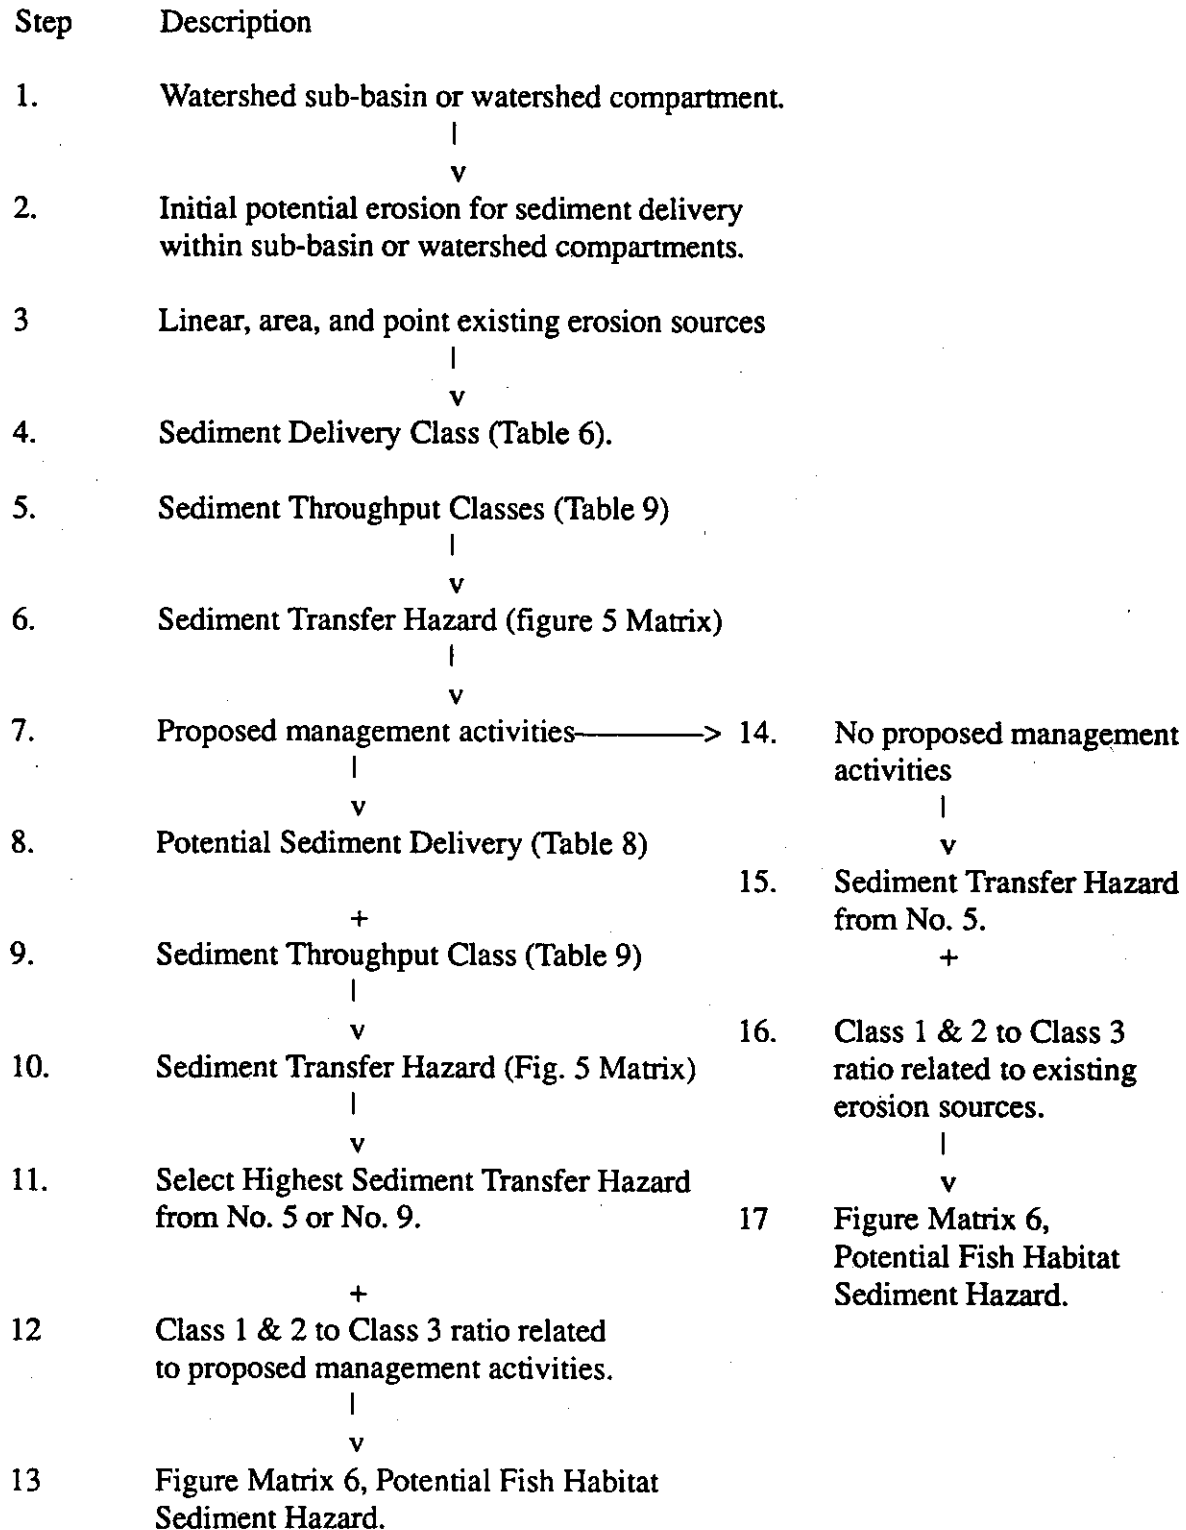 Step Description
1. Watershed sub-basin or watershed compartment.
|
v
2. Initial potential erosion for sediment delivery
within sub-basin or watershed compartments.
3 Linear, area, and point existing erosion sources
|
v
4. Sediment Delivery Class (Table 6).
5. Sediment Throughput Classes (Table 9)
|
v
6. Sediment Transfer Hazard (figure 5 Matrix)
|
v
7. Proposed management activities————>
|
v
8. Potential Sediment Delivery (Table 8)
+
9. Sediment Throughput Class (Table 9)
|
v
10. Sediment Transfer Hazard (Fig. 5 Matrix)
|
v
11. Select Highest Sediment Transfer Hazard
from No. 5 or No. 9.
+
12 Class 1 & 2 to Class 3 ratio related
to proposed management activities.
|
v
13 Figure Matrix 6, Potential Fish Habitat
Sediment Hazard.
14. No proposed management
activities
|
v
15. Sediment Transfer Hazard
from No. 5.
+
16. Class 1 & 2 to Class 3
ratio related to existing
erosion sources.
|
v
17 Figure Matrix 6,
Potential Fish Habitat
Sediment Hazard.